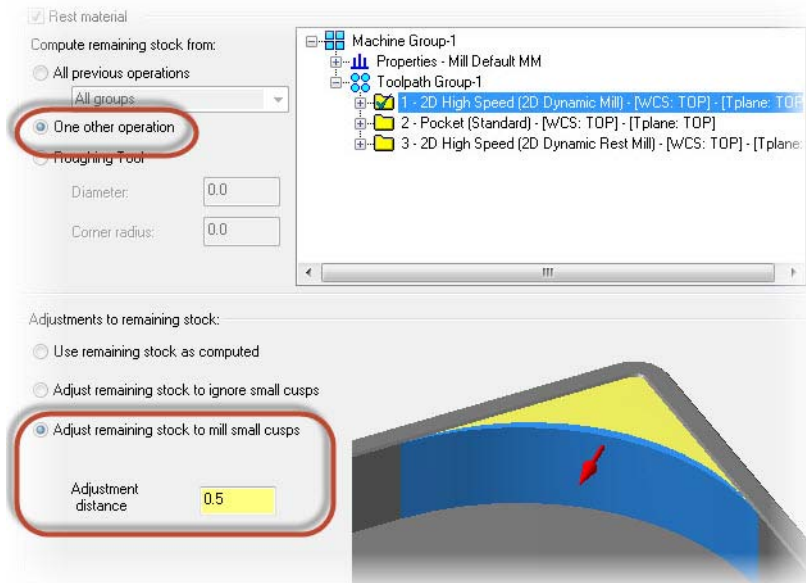 Rest material
Compute remaining stock from:
All previous operations
All groups
One other operation
Roughing Tool
Diameter: 0.0
Corner radius: 0.0
Machine Group-1
Properties - Mill Default MM
Toolpath Group-1
1 - 2D High Speed (2D Dynamic Mill) - [WCS: TOP] - [Tplane: TOP
2 - Pocket (Standard) - [WCS: TOP] - [Tplane: TOP]
3 - 2D High Speed (2D Dynamic Rest Mill) - [WCS: TOP] - [Tplane:
Adjustments to remaining stock:
Use remaining stock as computed
Adjust remaining stock to ignore small cusps
Adjust remaining stock to mill small cusps
Adjustment
distance 0.5